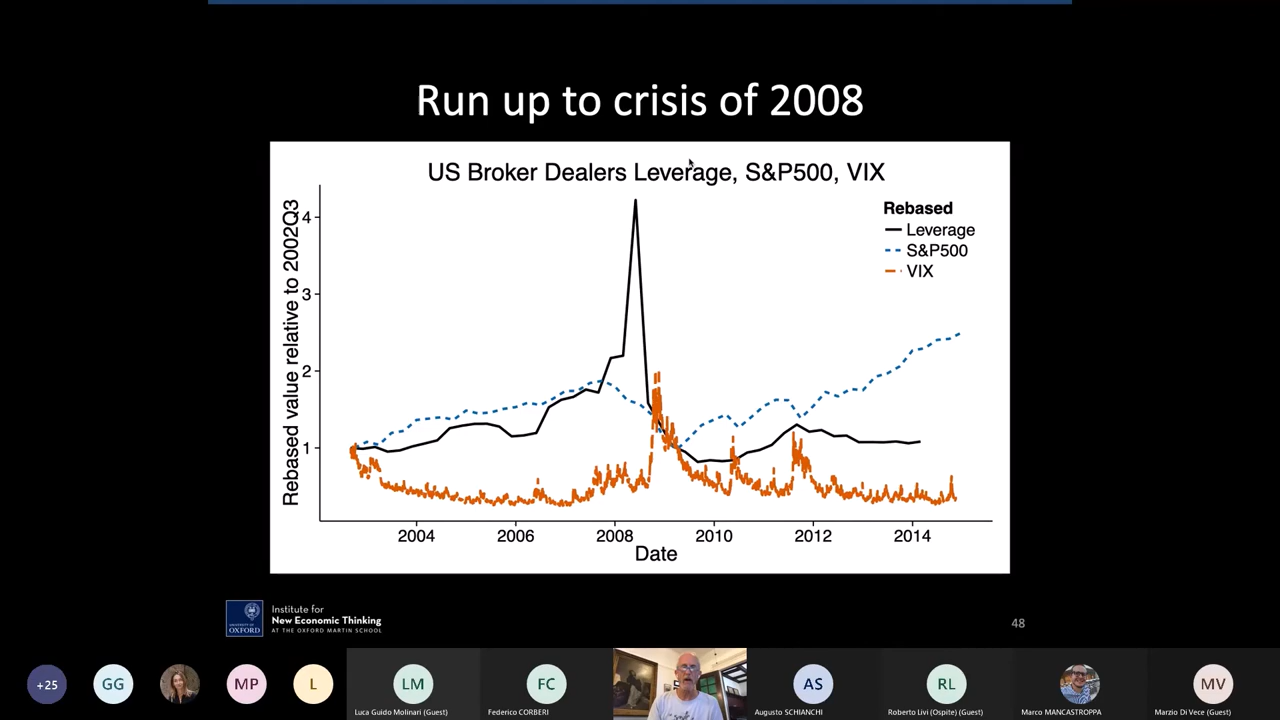 Run up to crisis of 2008
US Broker Dealers Leverage, S&P500, VIX
Rebased value relative to 2002Q3
4
3
2
1
Rebased
Leverage
S&P500
VIX
2004 2006 2008 2010 2012 2014
Date
UNIVERSITY OF
OXFORD
Institute for
New Economic Thinking
AT THE OXFORD MARTIN SCHOOL
48
+25 GG MP L LM FC AS RL MV
Luca Guido Molinari (Guest) Federico CORBERI Augusto SCHIANCHI Roberto Livi (Ospite) (Guest) Marco MANCASTROPPA Marzio Di Vece (Guest)